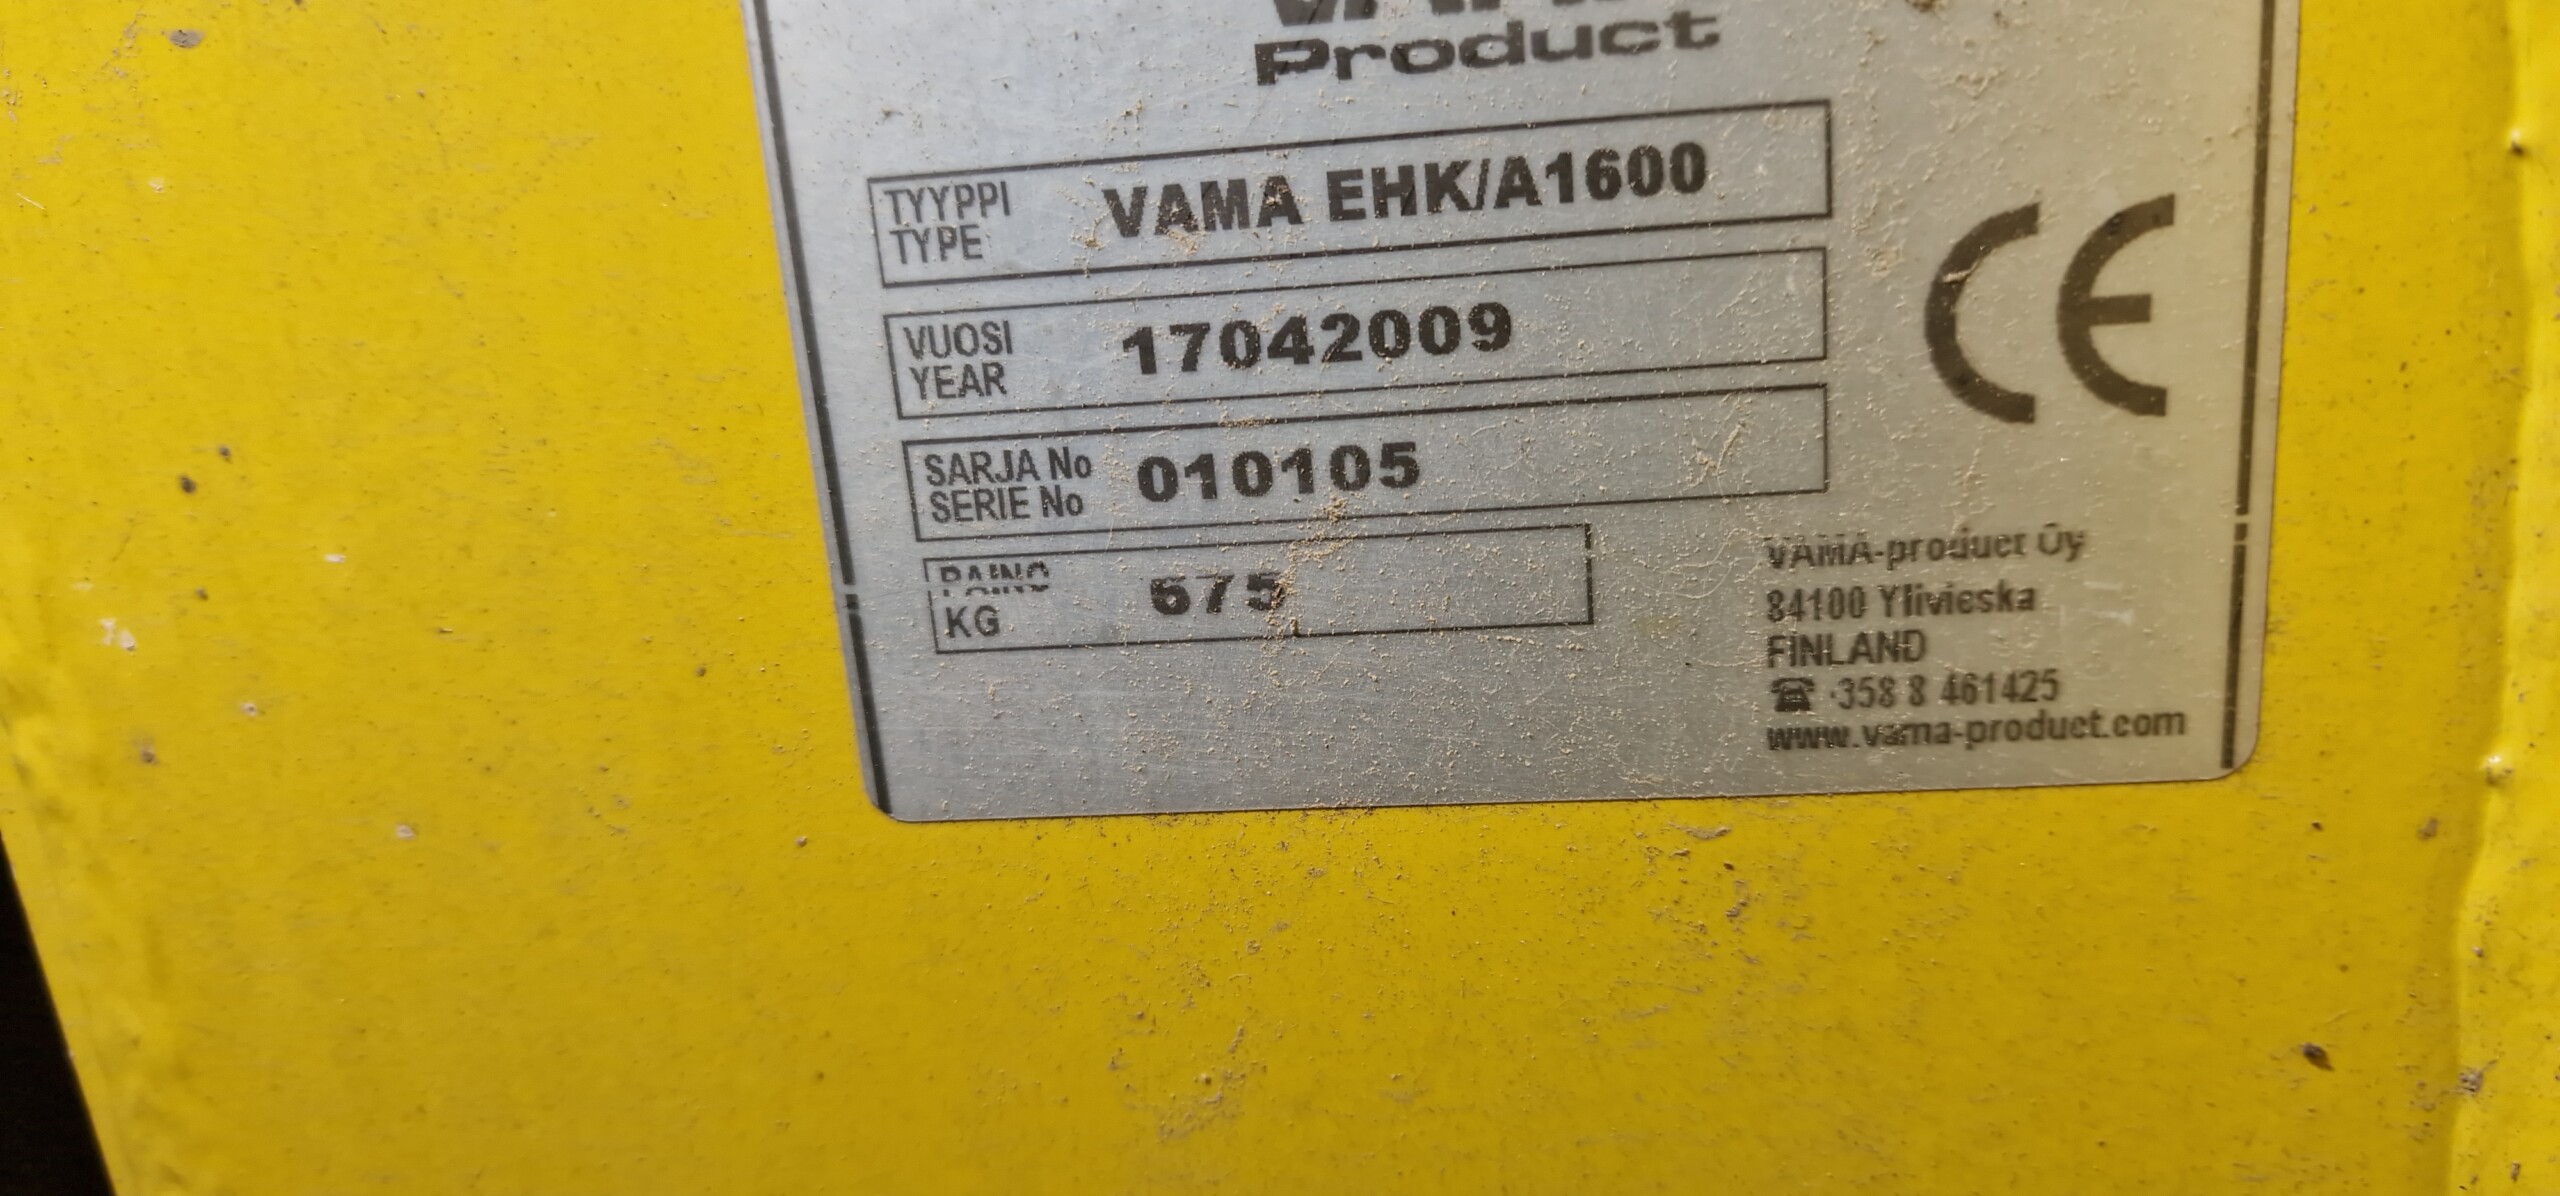 Product
TYYPPI
TYPE
VAMA EHK/A1600
VUOSI
YEAR
17042009
SARJA No
SERIE No
010105
PAINO
KG
675
CE
VAMA-product Oy
84100 Ylivieska
FINLAND
☎ +358 8 461425
www.vama-product.com